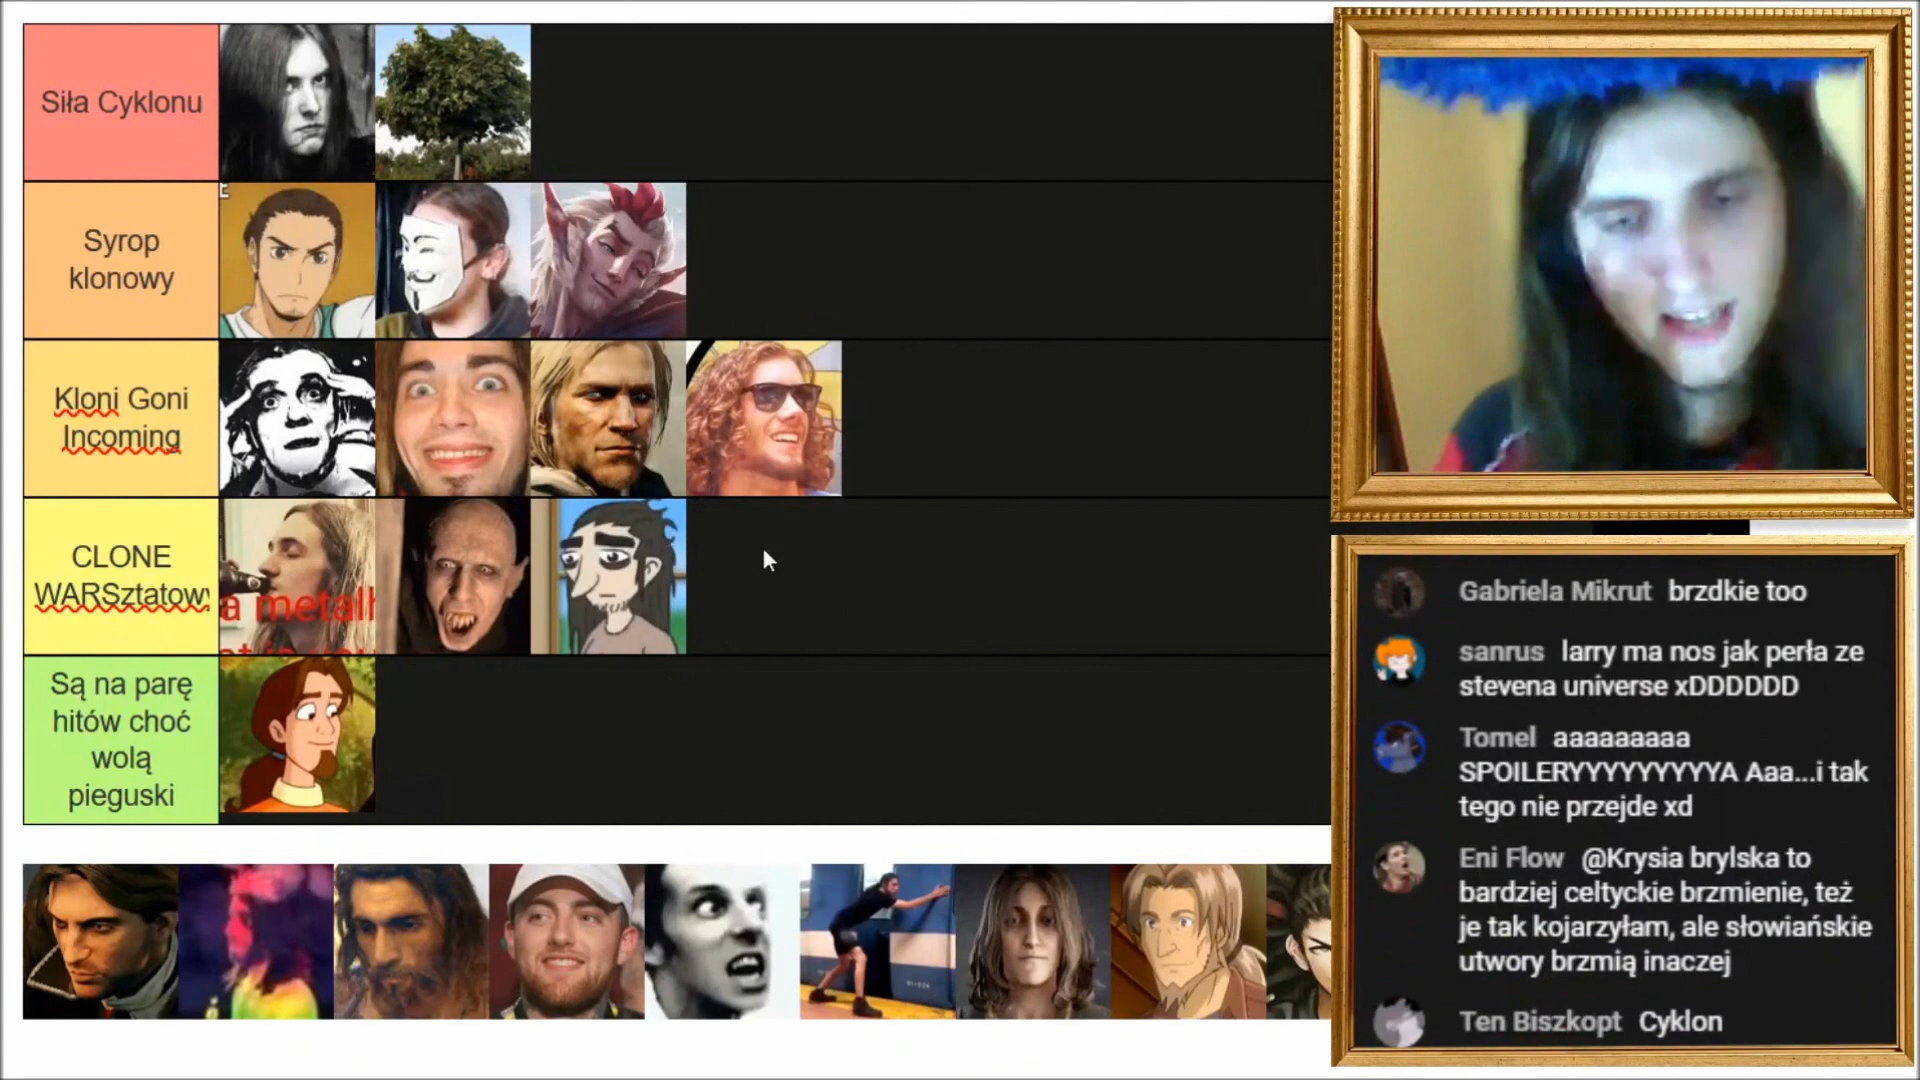 Siła Cyklonu
E
Syrop
klonowy
Kloni Goni
Incoming
CLONE
WARSztatowy
a metalh
Są na parę
hitów choć
wolą
pieguski
Gabriela Mikrut brzdkie too
sanrus larry ma nos jak perła ze
stevena universe xDDDDDD
Tomel aaaaaaaaa
SPOILERYYYYYYYYYA Aaa...i tak
tego nie przejde xd
Eni Flow @Krysia brylska to
bardziej celtyckie brzmienie, też
je tak kojarzyłam, ale słowiańskie
utwory brzmią inaczej
Ten Biszkopt Cyklon